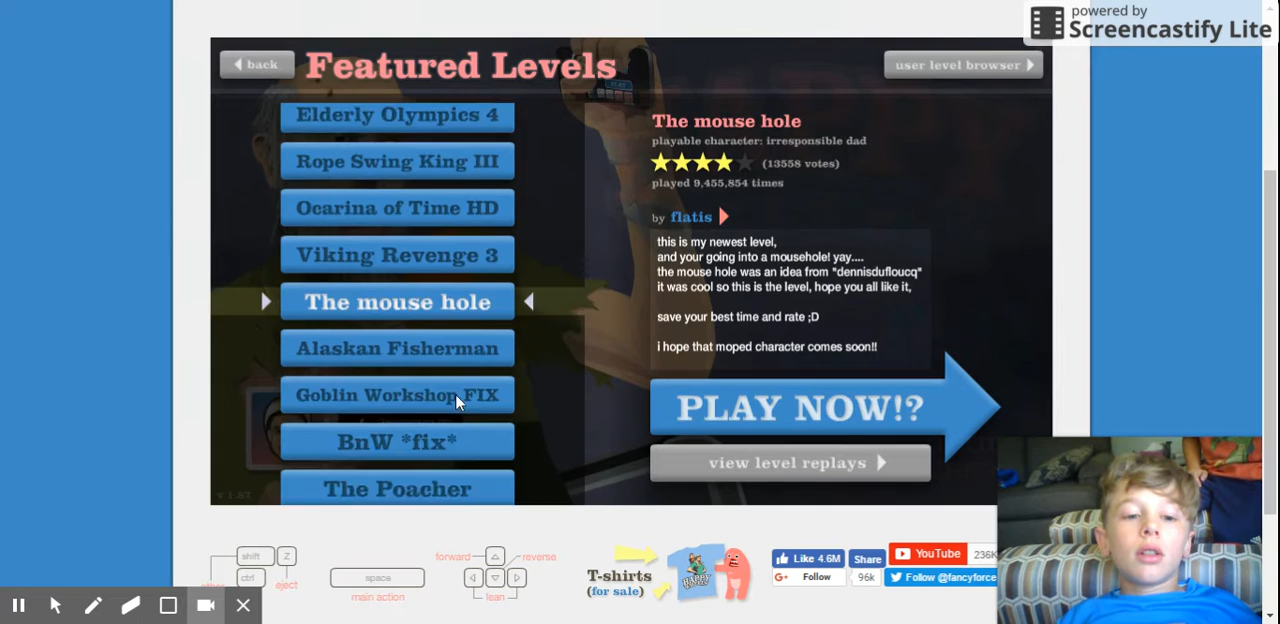 powered by
Screencastify Lite
back
Featured Levels
user level browser
Elderly Olympics 4
Rope Swing King III
Ocarina of Time HD
Viking Revenge 3
The mouse hole
Alaskan Fisherman
Goblin Workshop FIX
BnW *fix*
The Poacher
The mouse hole
playable character: irresponsible dad
(13558 votes)
played 9,455,854 times
by flatis
this is my newest level,
and your going into a mousehole! yay....
the mouse hole was an idea from "dennisdufloucq"
it was cool so this is the level, hope you all like it,
save your best time and rate ;D
i hope that moped character comes soon!!
PLAY NOW!?
view level replays
v 1.87
shift
Z
ctrl
eject
space
main action
forward
reverse
lean
T-shirts
(for sale)
HAPPY
Like 4.6M
Share
YouTube
236K
G+ Follow
96k
Follow @fancyforce